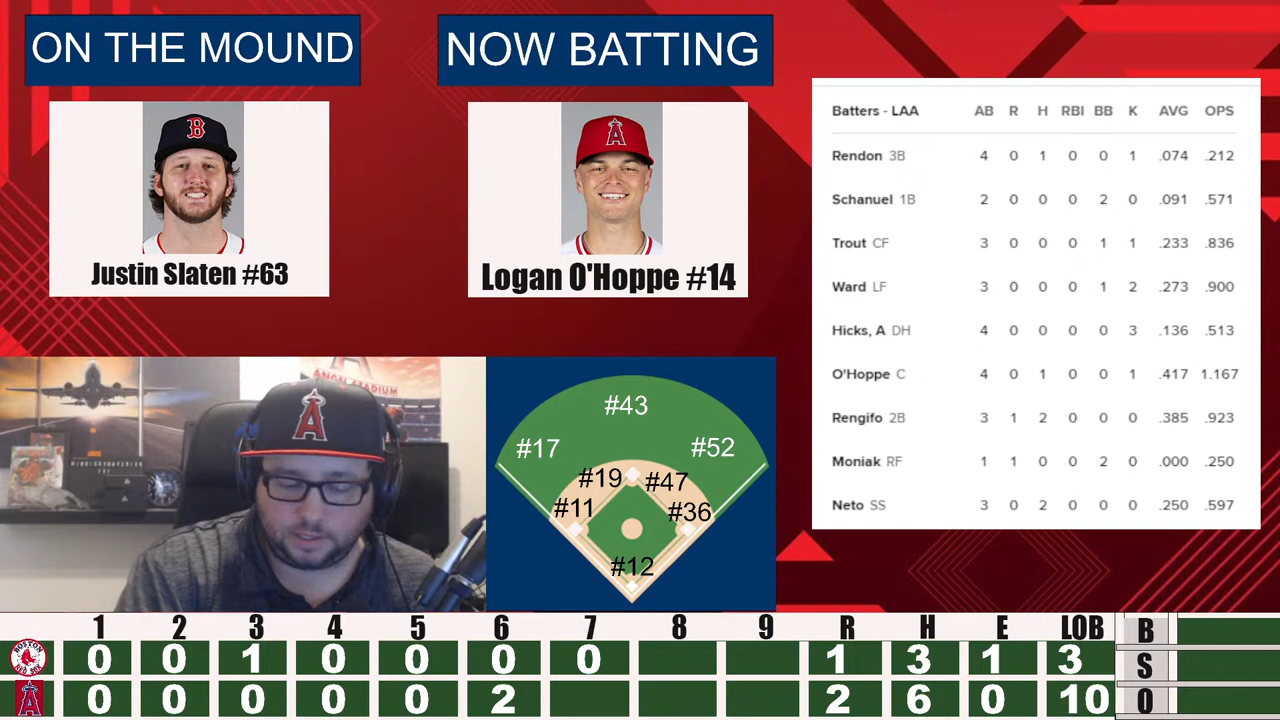 ON THE MOUND
NOW BATTING
B
A
Justin Slaten #63
Logan O'Hoppe #14
Batters - LAA AB R H RBI BB K AVG OPS
Rendon 3B 4 0 1 0 0 1 .074 .212
Schanuel 1B 2 0 0 0 2 0 .091 .571
Trout CF 3 0 0 0 1 1 .233 .836
Ward LF 3 0 0 0 1 2 .273 .900
Hicks, A DH 4 0 0 0 0 3 .136 .513
O'Hoppe C 4 0 1 0 0 1 .417 1.167
Rengifo 2B 3 1 2 0 0 0 .385 .923
Moniak RF 1 1 0 0 2 0 .000 .250
Neto SS 3 0 2 0 0 0 .250 .597
A
#43
#17 #52
#19 #47
#11 #36
#12
1 2 3 4 5 6 7 8 9 R H E LOB B
0 0 1 0 0 0 0 1 3 1 3 S
A 0 0 0 0 0 2 2 6 0 10 O